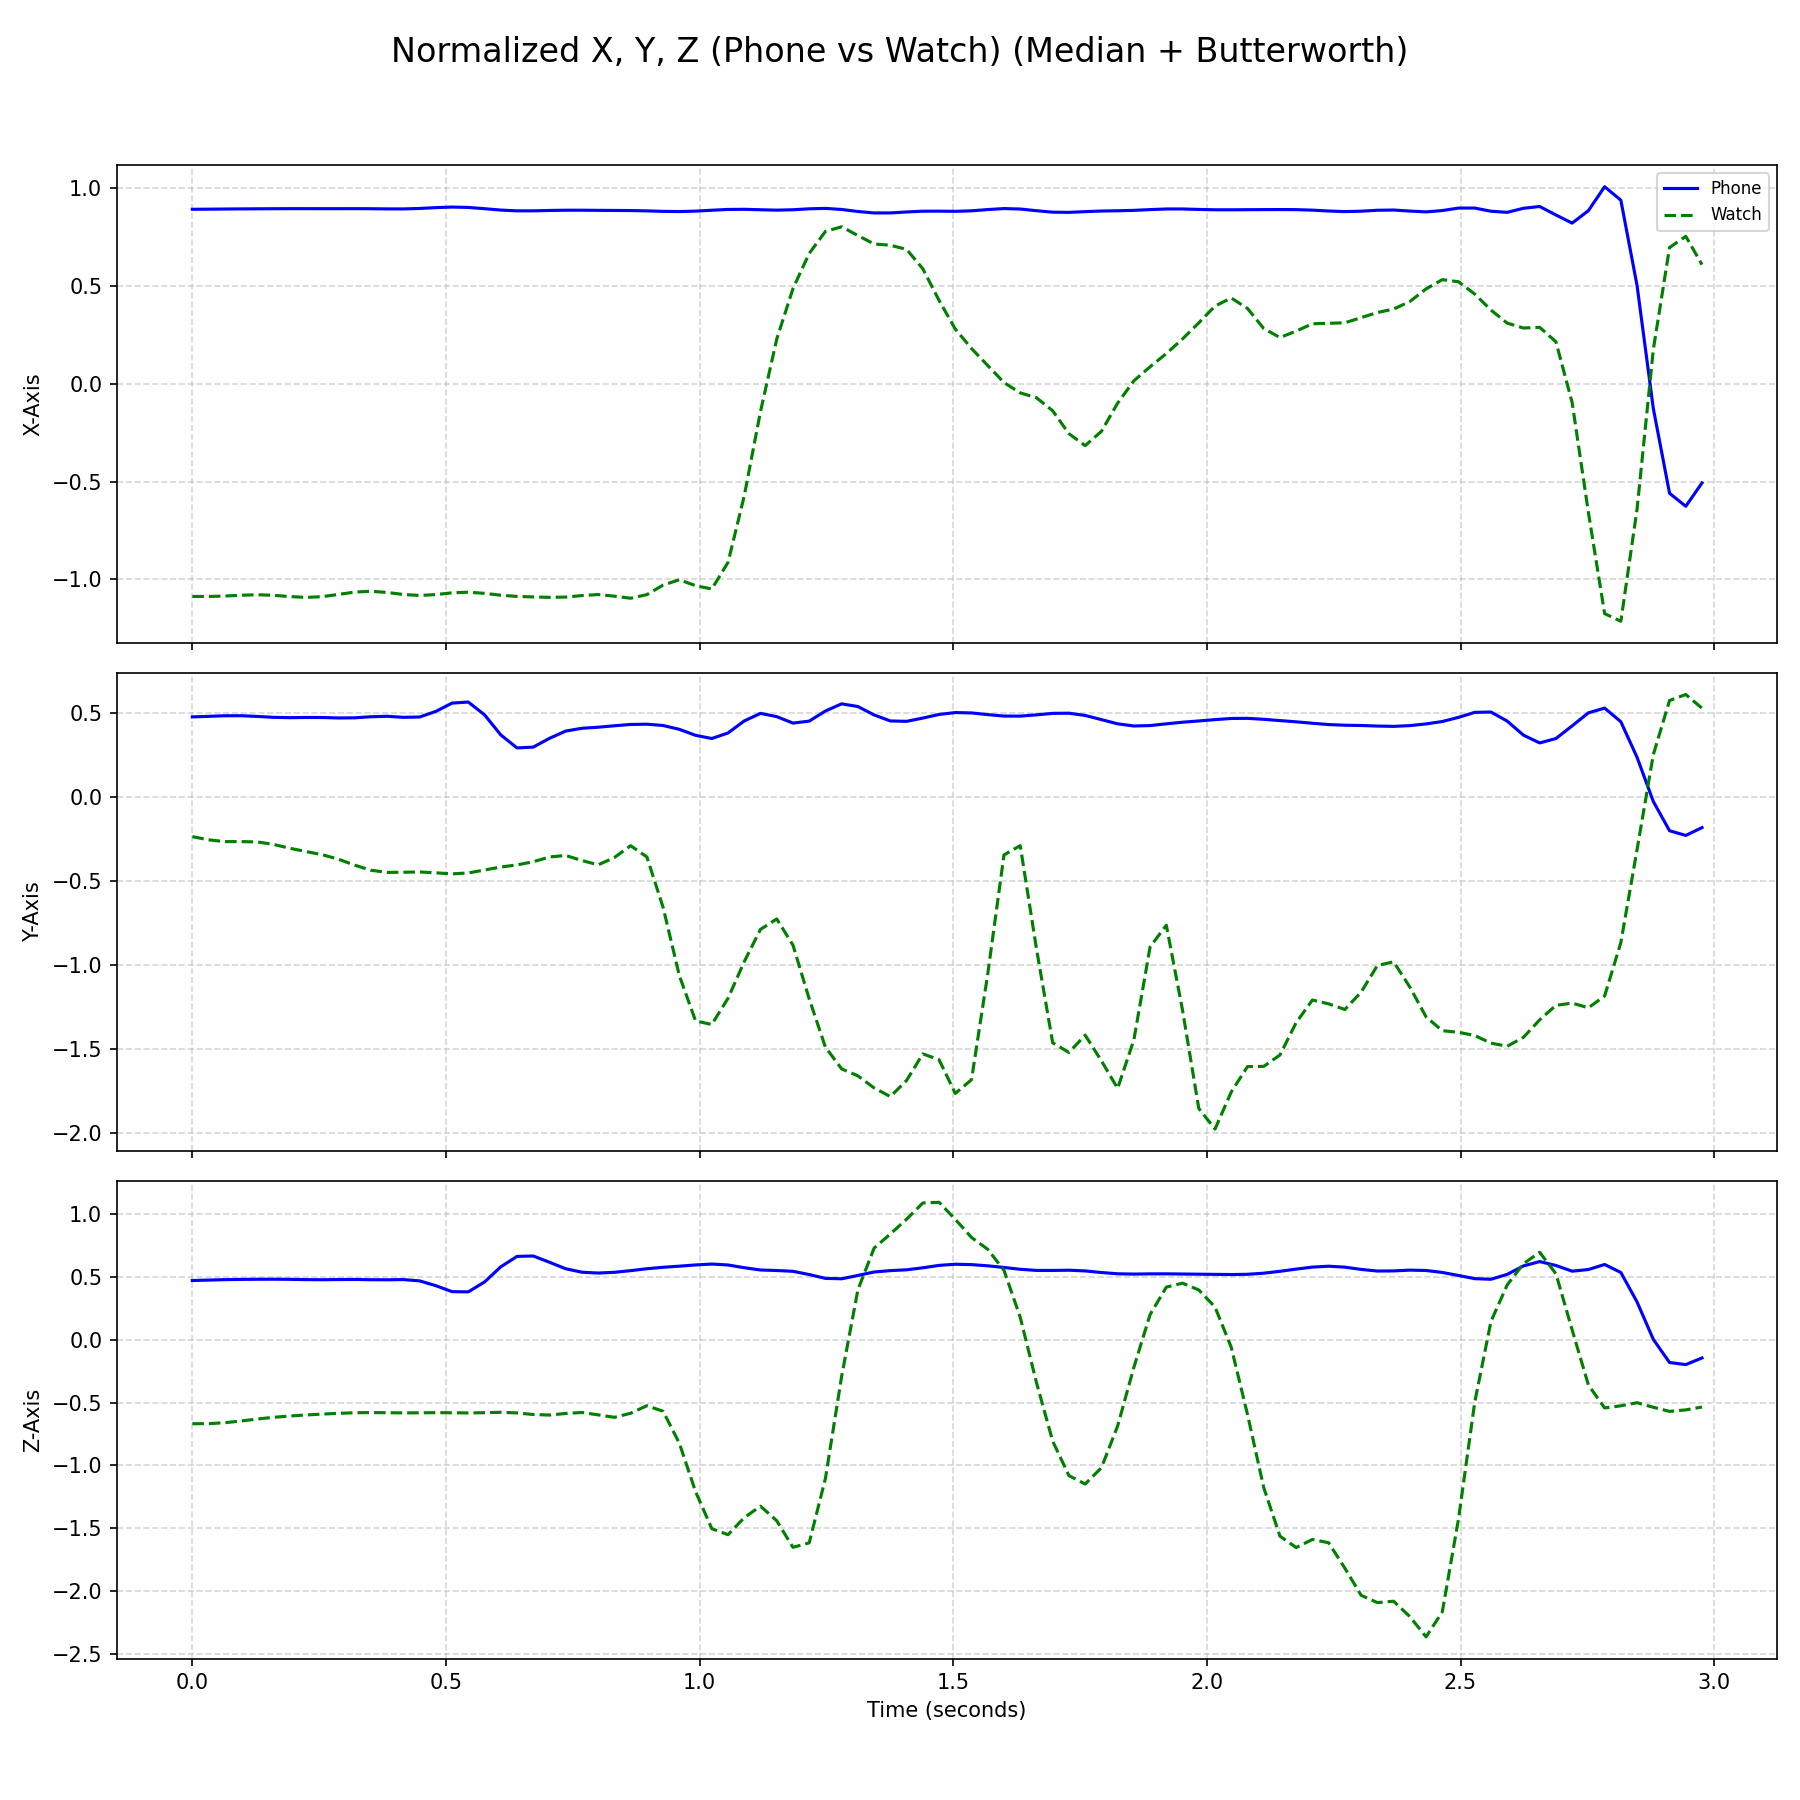 Normalized X, Y, Z (Phone vs Watch) (Median + Butterworth)
1.0
0.5
0.0
−0.5
−1.0
X-Axis
Phone
Watch
0.5
0.0
−0.5
−1.0
−1.5
−2.0
Y-Axis
1.0
0.5
0.0
−0.5
−1.0
−1.5
−2.0
−2.5
Z-Axis
0.0 0.5 1.0 1.5 2.0 2.5 3.0
Time (seconds)